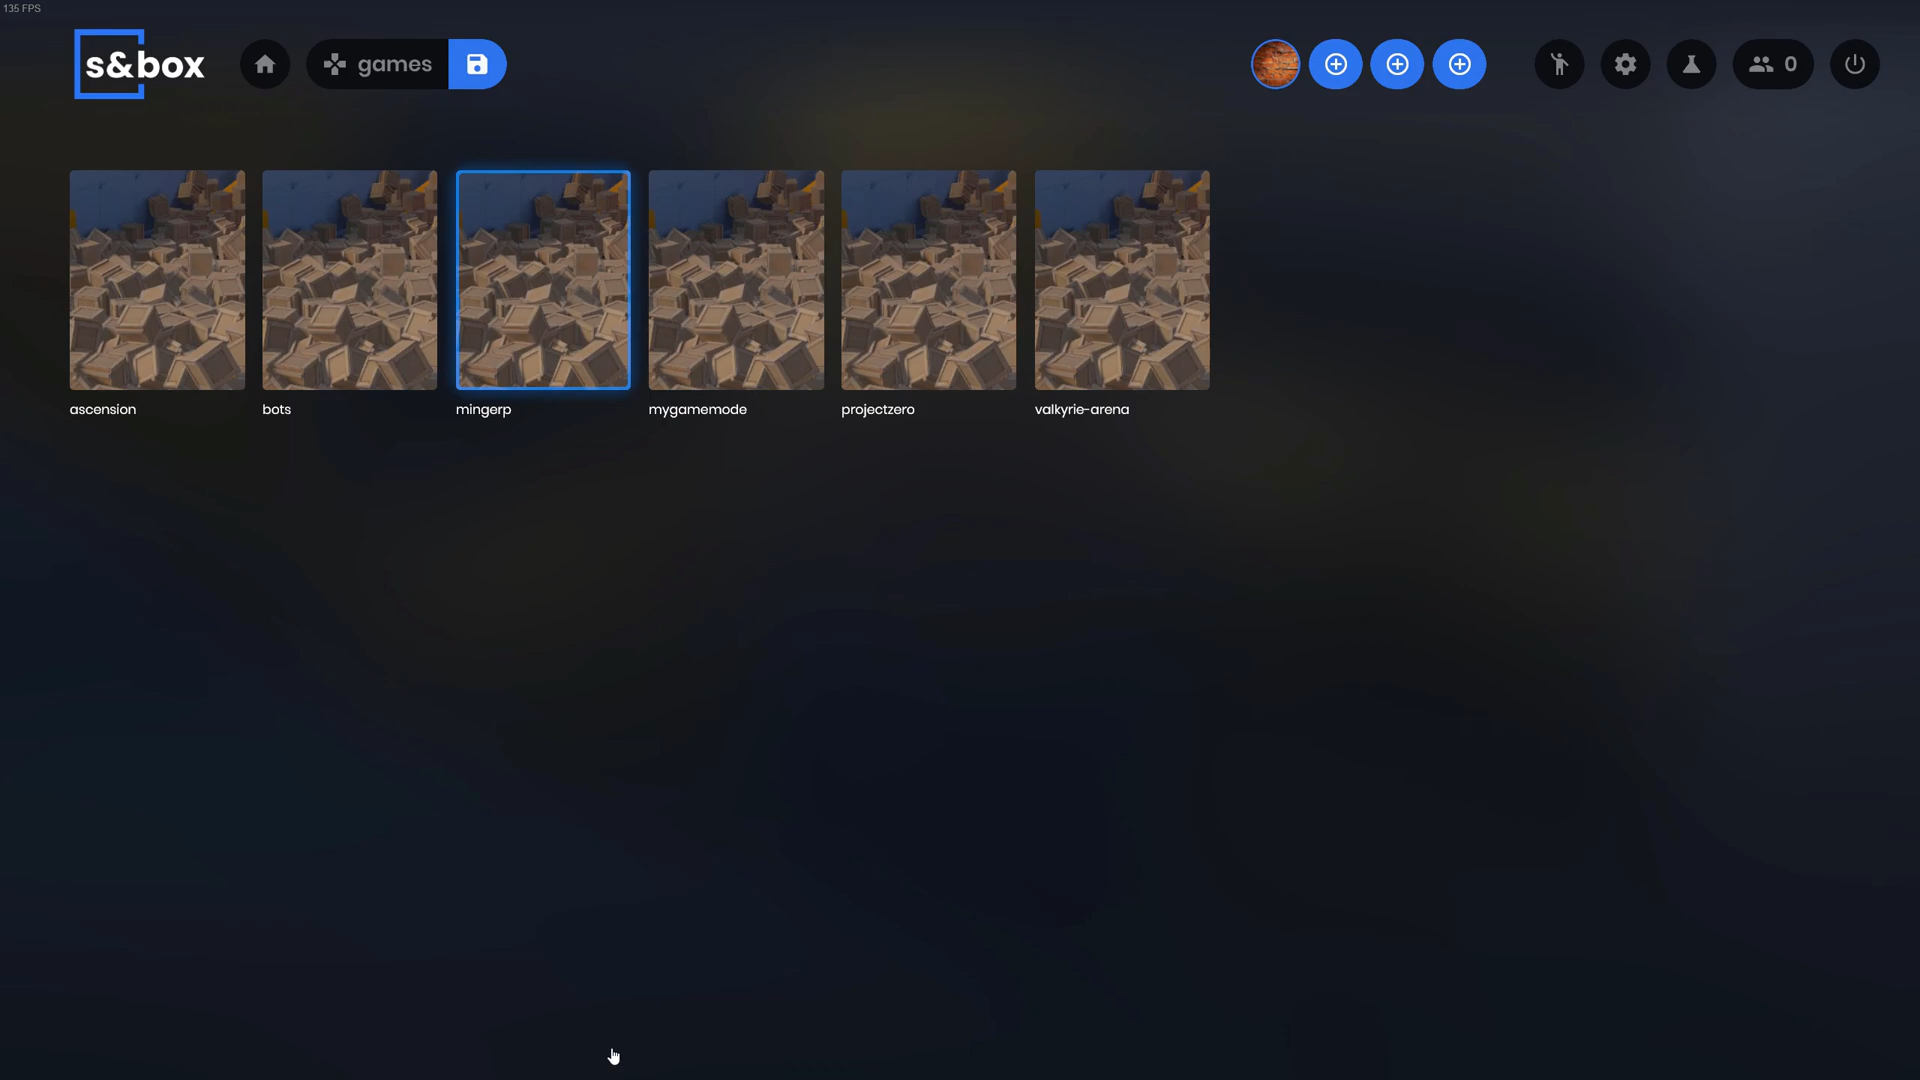 135 FPS
s&box
games
0
ascension
bots
mingerp
mygamemode
projectzero
valkyrie-arena